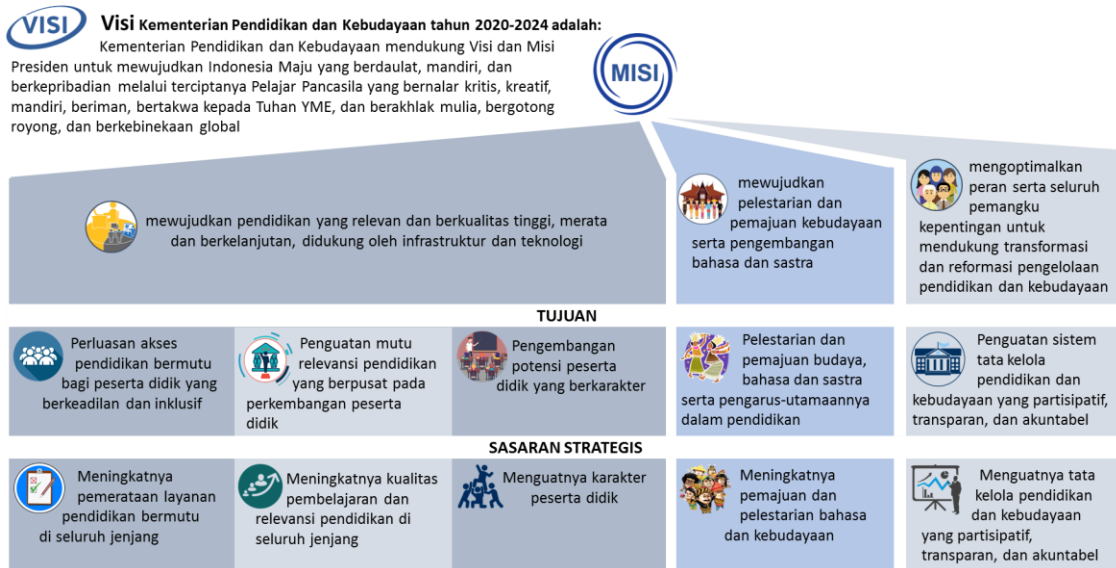 VISI
Visi Kementerian Pendidikan dan Kebudayaan tahun 2020-2024 adalah:
Kementerian Pendidikan dan Kebudayaan mendukung Visi dan Misi
Presiden untuk mewujudkan Indonesia Maju yang berdaulat, mandiri, dan
berkepribadian melalui terciptanya Pelajar Pancasila yang bernalar kritis, kreatif,
mandiri, beriman, bertakwa kepada Tuhan YME, dan berakhlak mulia, bergotong
royong, dan berkebinekaan global
MISI
mewujudkan pendidikan yang relevan dan berkualitas tinggi, merata
dan berkelanjutan, didukung oleh infrastruktur dan teknologi
mewujudkan
pelestarian dan
pemajuan kebudayaan
serta pengembangan
bahasa dan sastra
mengoptimalkan
peran serta seluruh
pemangku
kepentingan untuk
mendukung transformasi
dan reformasi pengelolaan
pendidikan dan kebudayaan
TUJUAN
Perluasan akses
pendidikan bermutu
bagi peserta didik yang
berkeadilan dan inklusif
Penguatan mutu
relevansi pendidikan
yang berpusat pada
perkembangan peserta
didik
Pengembangan
potensi peserta
didik yang berkarakter
Pelestarian dan
pemajuan budaya,
bahasa dan sastra
serta pengarus-utamaannya
dalam pendidikan
Penguatan sistem
tata kelola
pendidikan dan
kebudayaan yang partisipatif,
transparan, dan akuntabel
SASARAN STRATEGIS
Meningkatnya
pemerataan layanan
pendidikan bermutu
di seluruh jenjang
Meningkatnya kualitas
pembelajaran dan
relevansi pendidikan di
seluruh jenjang
Menguatnya karakter
peserta didik
Meningkatnya
pemajuan dan
pelestarian bahasa
dan kebudayaan
Menguatnya tata
kelola pendidikan
dan kebudayaan
yang partisipatif,
transparan, dan akuntabel